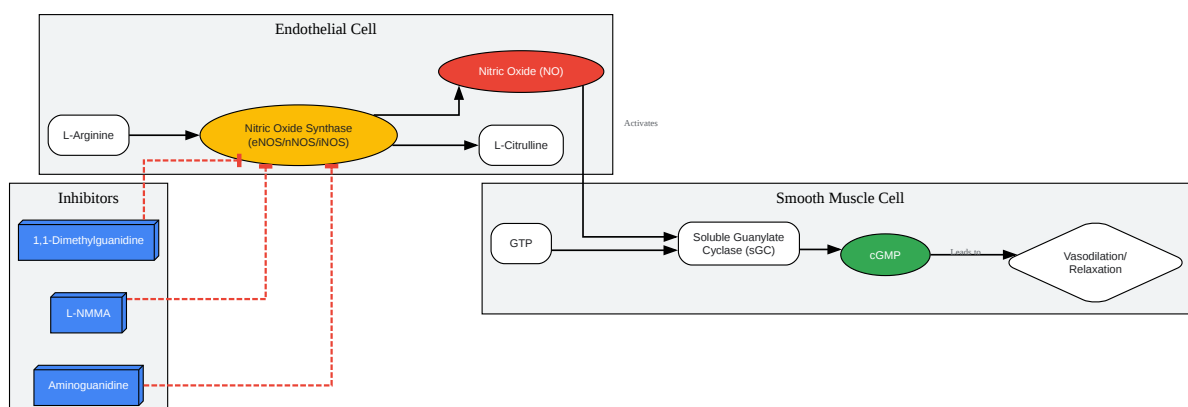 Endothelial Cell
Nitric Oxide (NO)
L-Arginine
Nitric Oxide Synthase
(eNOS/nNOS/iNOS)
L-Citrulline
Activates
Inhibitors
1,1-Dimethylguanidine
L-NMMA
Aminoguanidine
Smooth Muscle Cell
GTP
Soluble Guanylate
Cyclase (sGC)
cGMP
Leads to
Vasodilation/
Relaxation